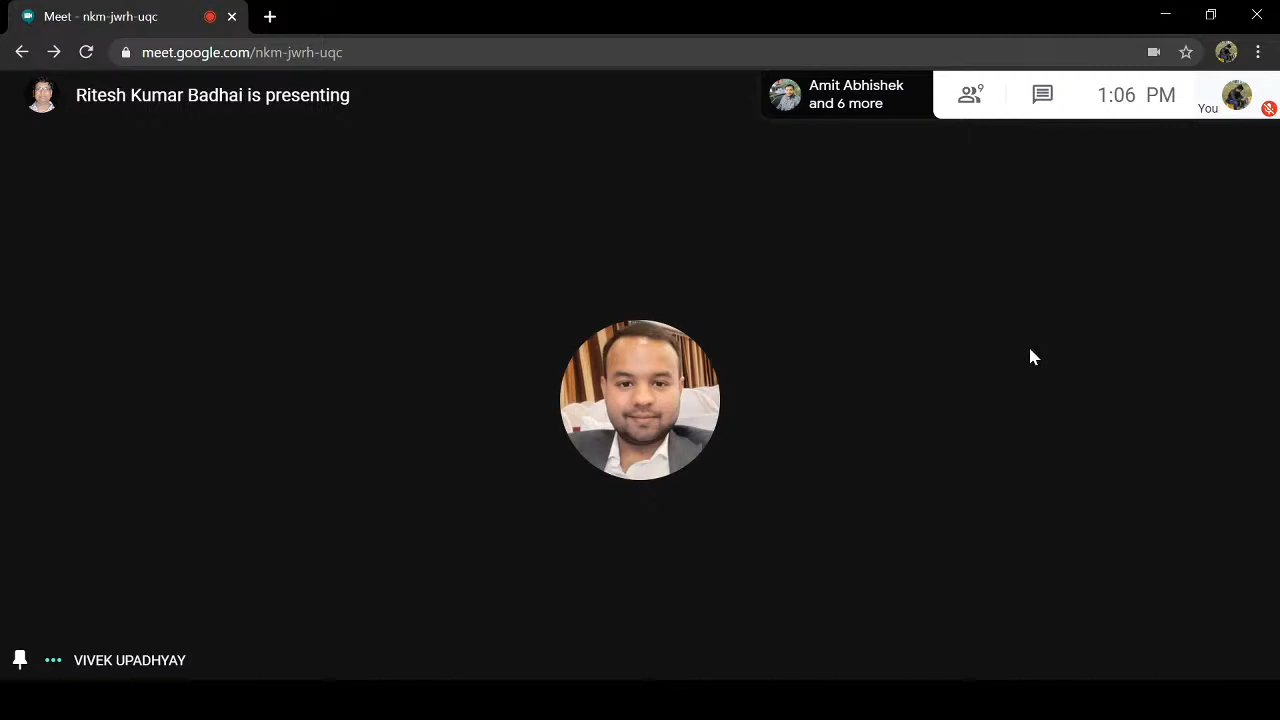 Meet - nkm-jwrh-uqc
meet.google.com/nkm-jwrh-uqc
Ritesh Kumar Badhai is presenting
Amit Abhishek
and 6 more
9
1:06 PM
You
VIVEK UPADHYAY